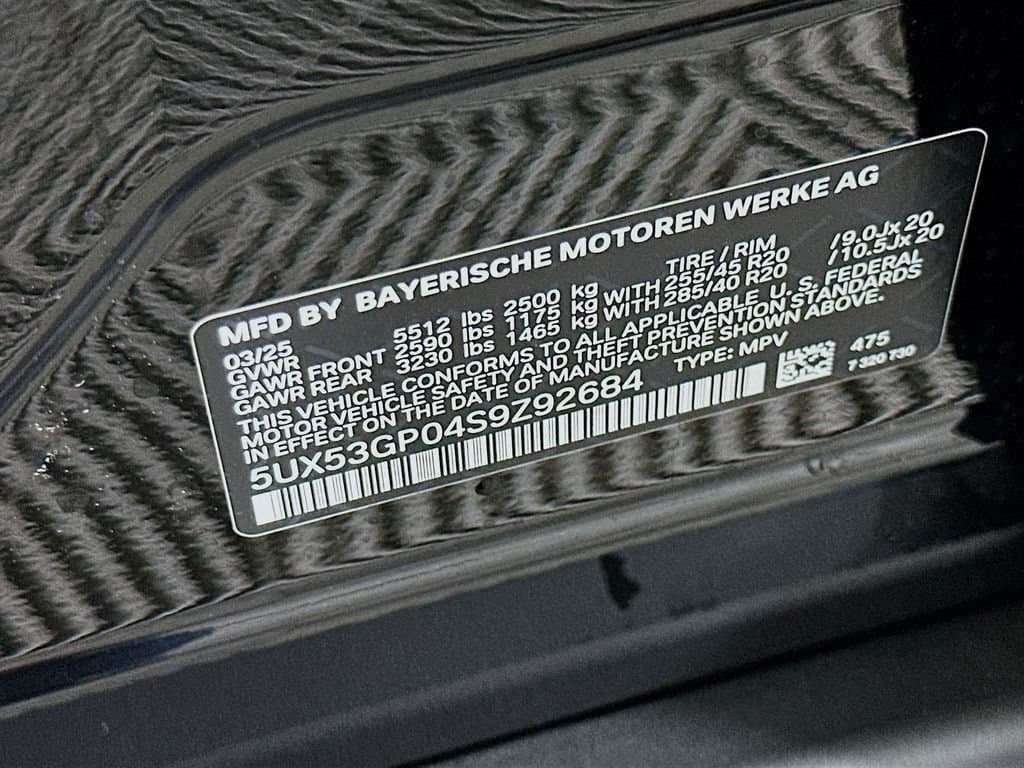 MFD BY BAYERISCHE MOTOREN WERKE AG
03/25 TIRE / RIM
GVWR 5512 lbs 2500 kg
GAWR FRONT 2590 lbs 1175 kg WITH 255/45 R20 / 9.0Jx 20
GAWR REAR 3230 lbs 1465 kg WITH 285/40 R20 / 10.5Jx 20
THIS VEHICLE CONFORMS TO ALL APPLICABLE U. S. FEDERAL
MOTOR VEHICLE SAFETY AND THEFT PREVENTION STANDARDS
IN EFFECT ON THE DATE OF MANUFACTURE SHOWN ABOVE.
5UX53GP04S9Z92684 TYPE: MPV 475
7 320 730